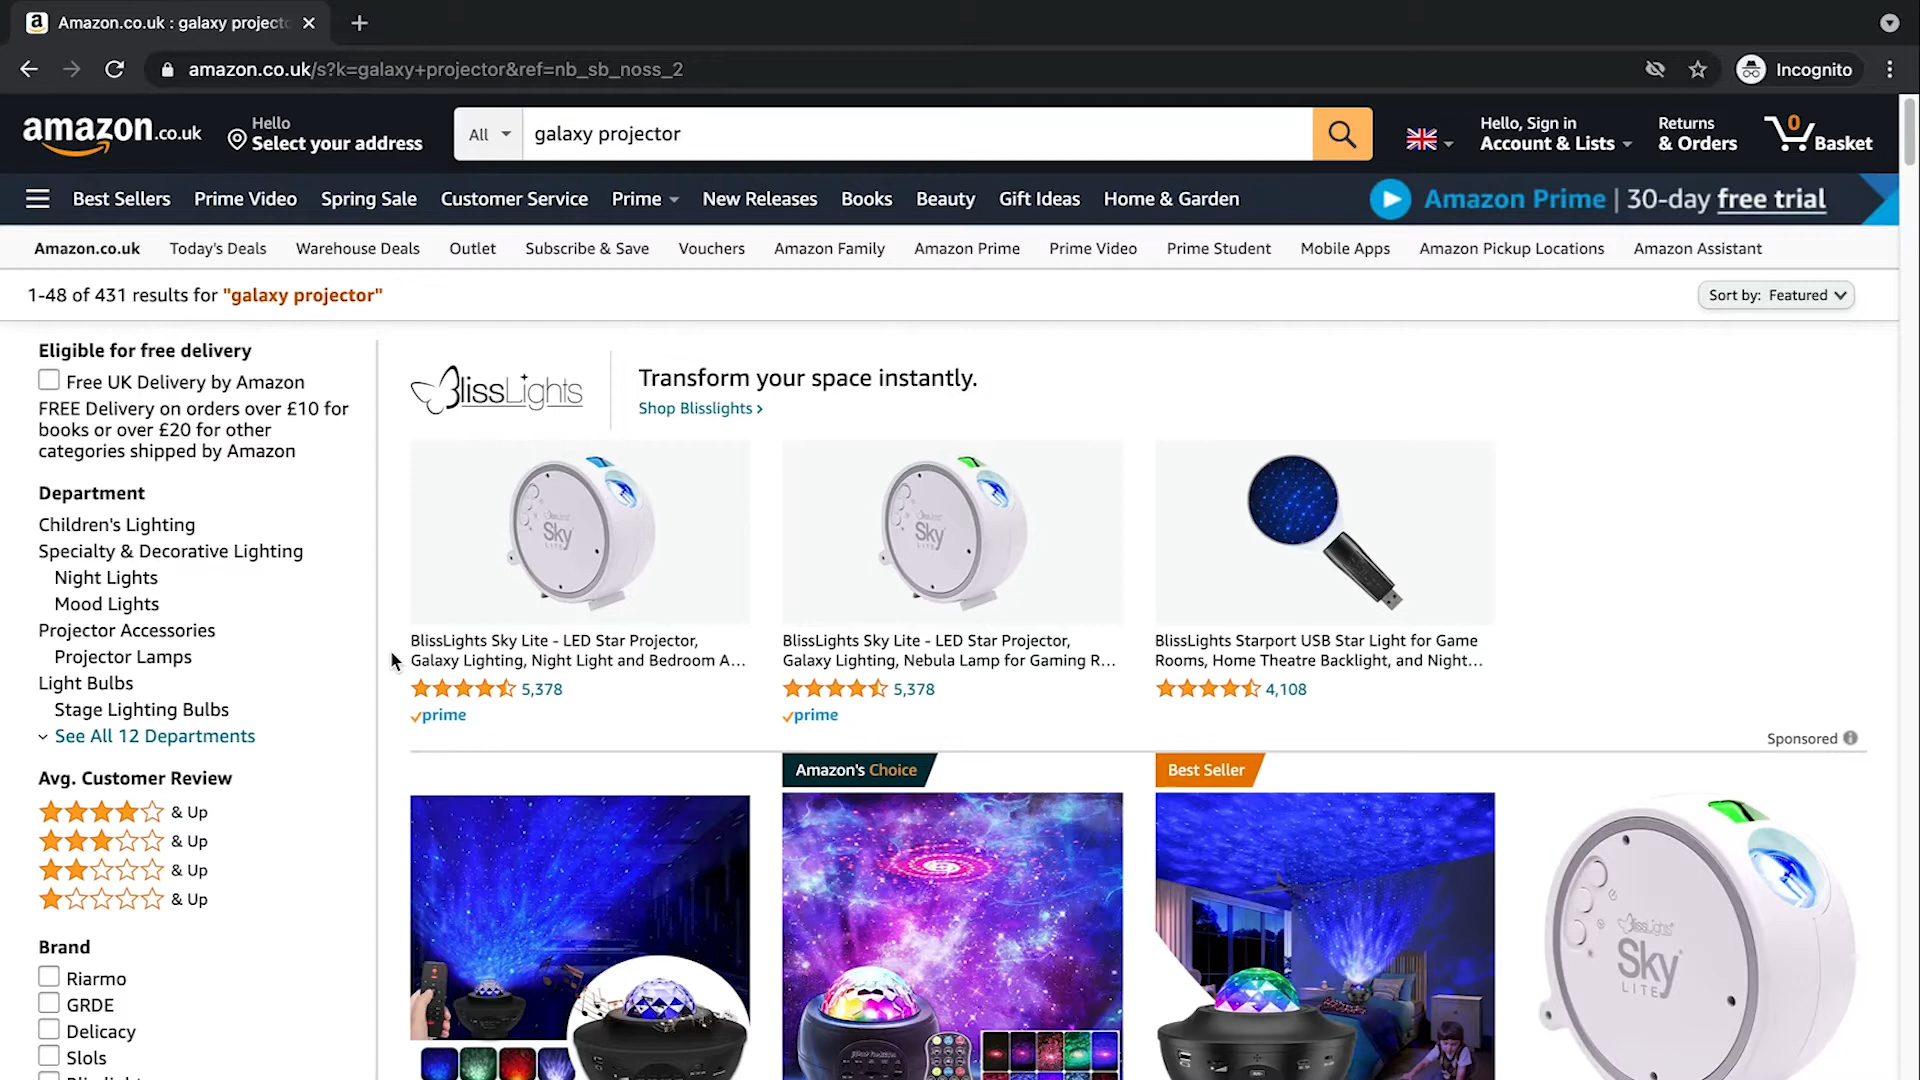 Amazon.co.uk : galaxy project
amazon.co.uk/s?k=galaxy+projector&ref=nb_sb_noss_2
Incognito
amazon.co.uk
Hello
Select your address
All
galaxy projector
Hello, Sign in
Account & Lists
Returns
& Orders
0
Basket
Best Sellers
Prime Video
Spring Sale
Customer Service
Prime
New Releases
Books
Beauty
Gift Ideas
Home & Garden
Amazon Prime | 30-day free trial
Amazon.co.uk
Today's Deals
Warehouse Deals
Outlet
Subscribe & Save
Vouchers
Amazon Family
Amazon Prime
Prime Video
Prime Student
Mobile Apps
Amazon Pickup Locations
Amazon Assistant
1-48 of 431 results for "galaxy projector"
Sort by: Featured
Eligible for free delivery
Free UK Delivery by Amazon
FREE Delivery on orders over £10 for
books or over £20 for other
categories shipped by Amazon
Department
Children's Lighting
Specialty & Decorative Lighting
Night Lights
Mood Lights
Projector Accessories
Projector Lamps
Light Bulbs
Stage Lighting Bulbs
See All 12 Departments
Avg. Customer Review
& Up
& Up
& Up
& Up
Brand
Riarmo
GRDE
Delicacy
Slols
BlissLights
Transform your space instantly.
Shop Blisslights ›
Sky
LITE
Sky
LITE
BlissLights Sky Lite - LED Star Projector,
Galaxy Lighting, Night Light and Bedroom A...
5,378
prime
BlissLights Sky Lite - LED Star Projector,
Galaxy Lighting, Nebula Lamp for Gaming R...
5,378
prime
BlissLights Starport USB Star Light for Game
Rooms, Home Theatre Backlight, and Night...
4,108
Sponsored
Amazon's Choice
Best Seller
BlissLights
Sky
LITE